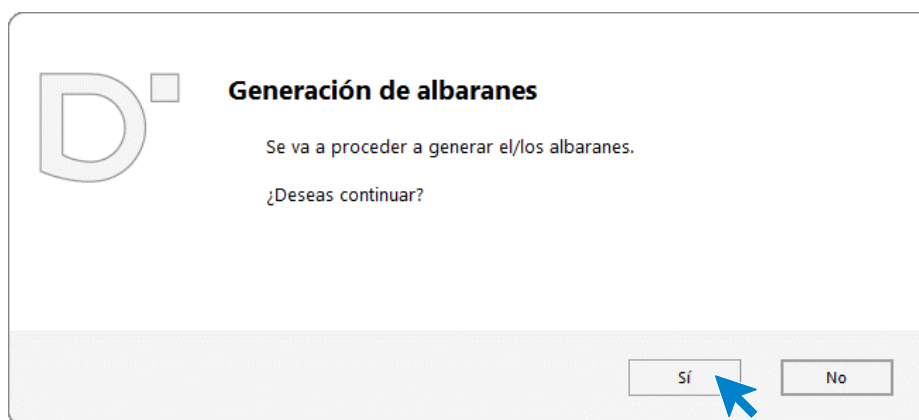 Generación de albaranes
Se va a proceder a generar el/los albaranes.
¿Deseas continuar?
Sí No